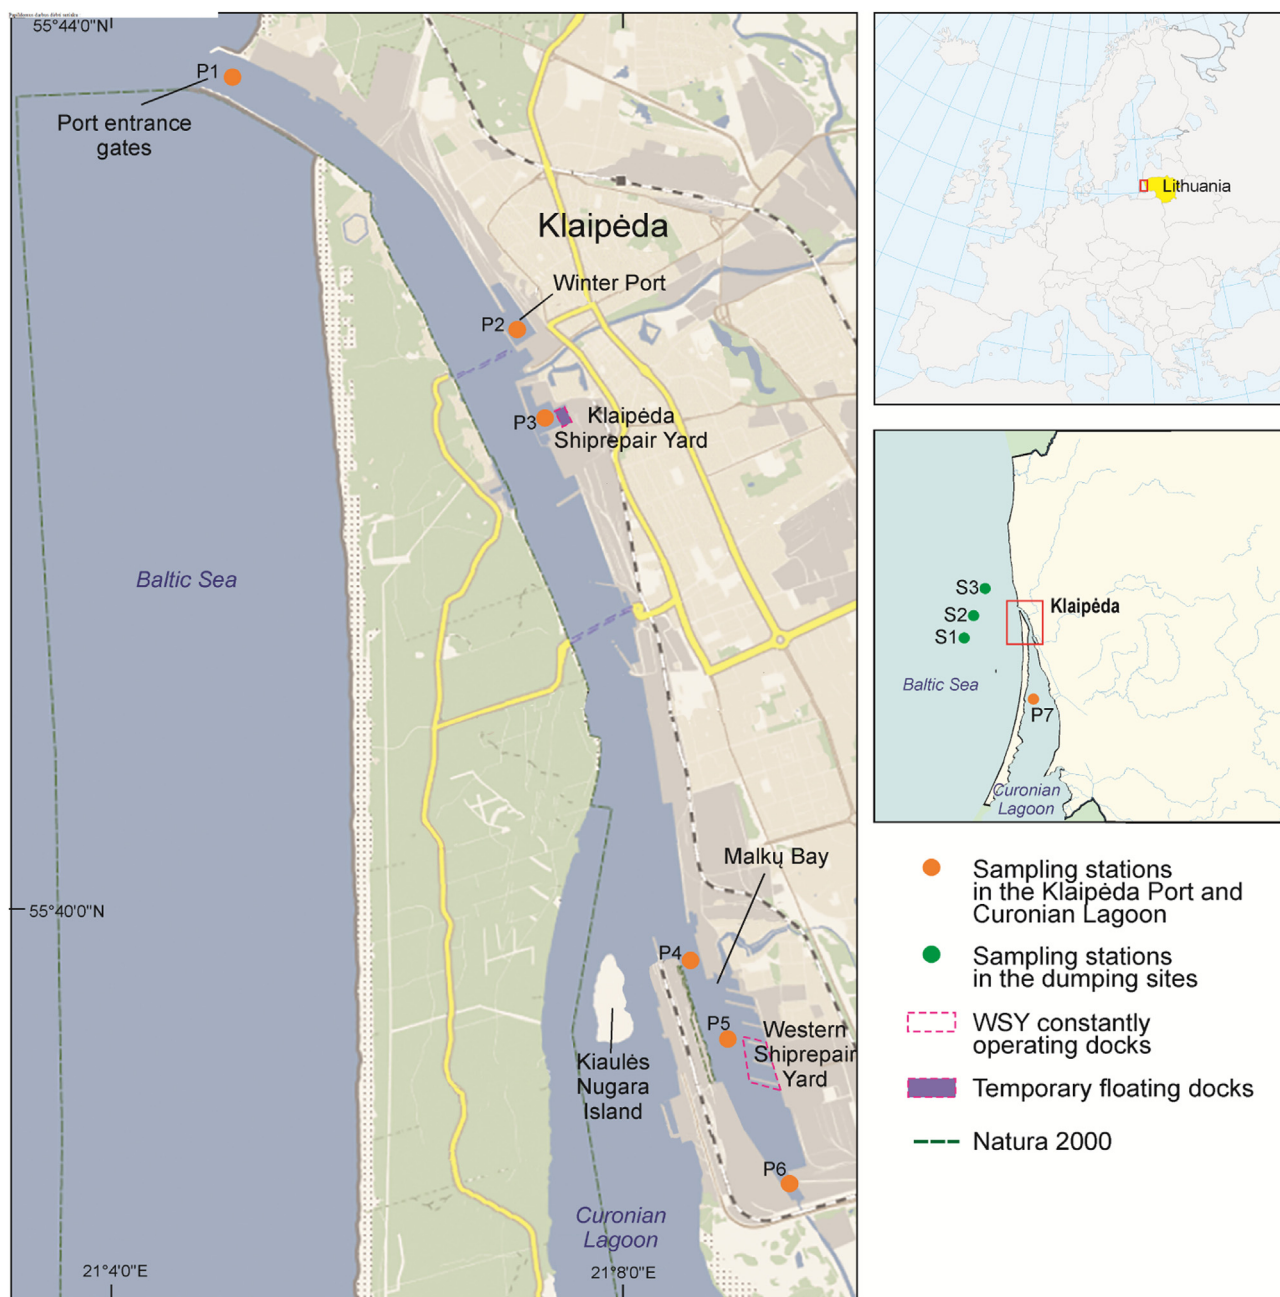 55°44'0"N
P1
Port entrance
gates
Klaipėda
Winter Port
P2
P3
Klaipėda
Shiprepair Yard
Baltic Sea
Malkų Bay
55°40'0"N
P4
P5
Western
Shiprepair
Yard
Kiaulės
Nugara
Island
P6
Curonian
Lagoon
21°4'0"E
21°8'0"E
Lithuania
S3
S2
S1
Klaipėda
Baltic Sea
P7
Curonian
Lagoon
Sampling stations
in the Klaipėda Port and
Curonian Lagoon
Sampling stations
in the dumping sites
WSY constantly
operating docks
Temporary floating docks
Natura 2000